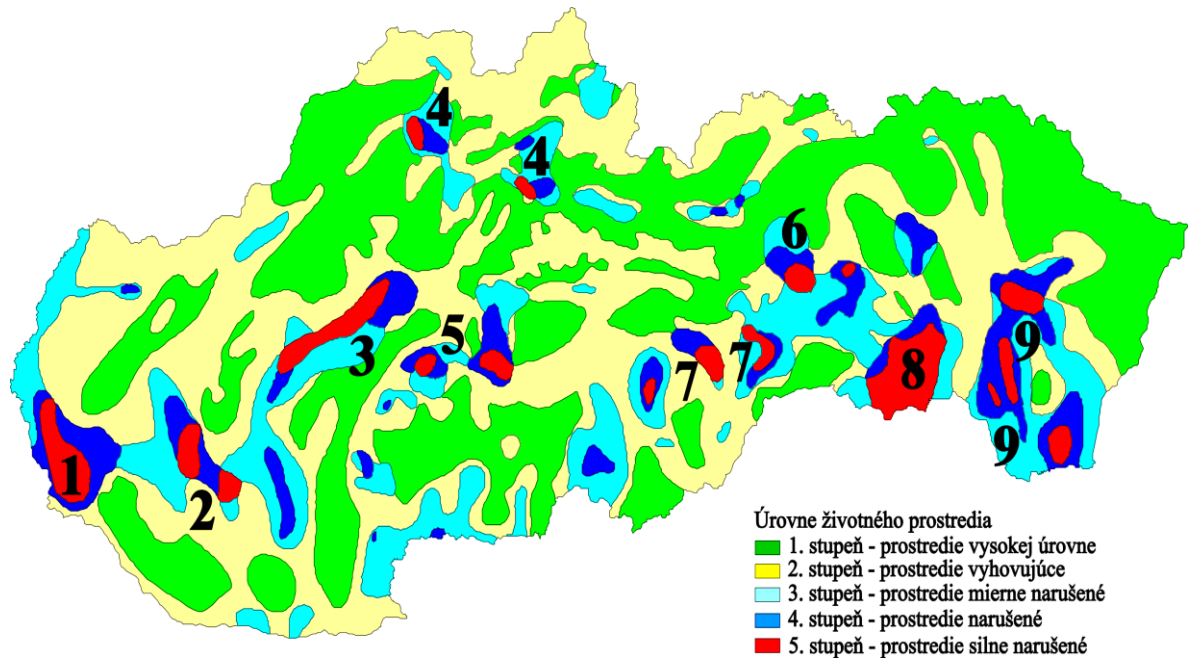 4
4
6
5
3
7
7
8
9
1
2
9
Úrovne životného prostredia
1. stupeň - prostredie vysokej úrovne
2. stupeň - prostredie vyhovujúce
3. stupeň - prostredie mierne narušené
4. stupeň - prostredie narušené
5. stupeň - prostredie silne narušené